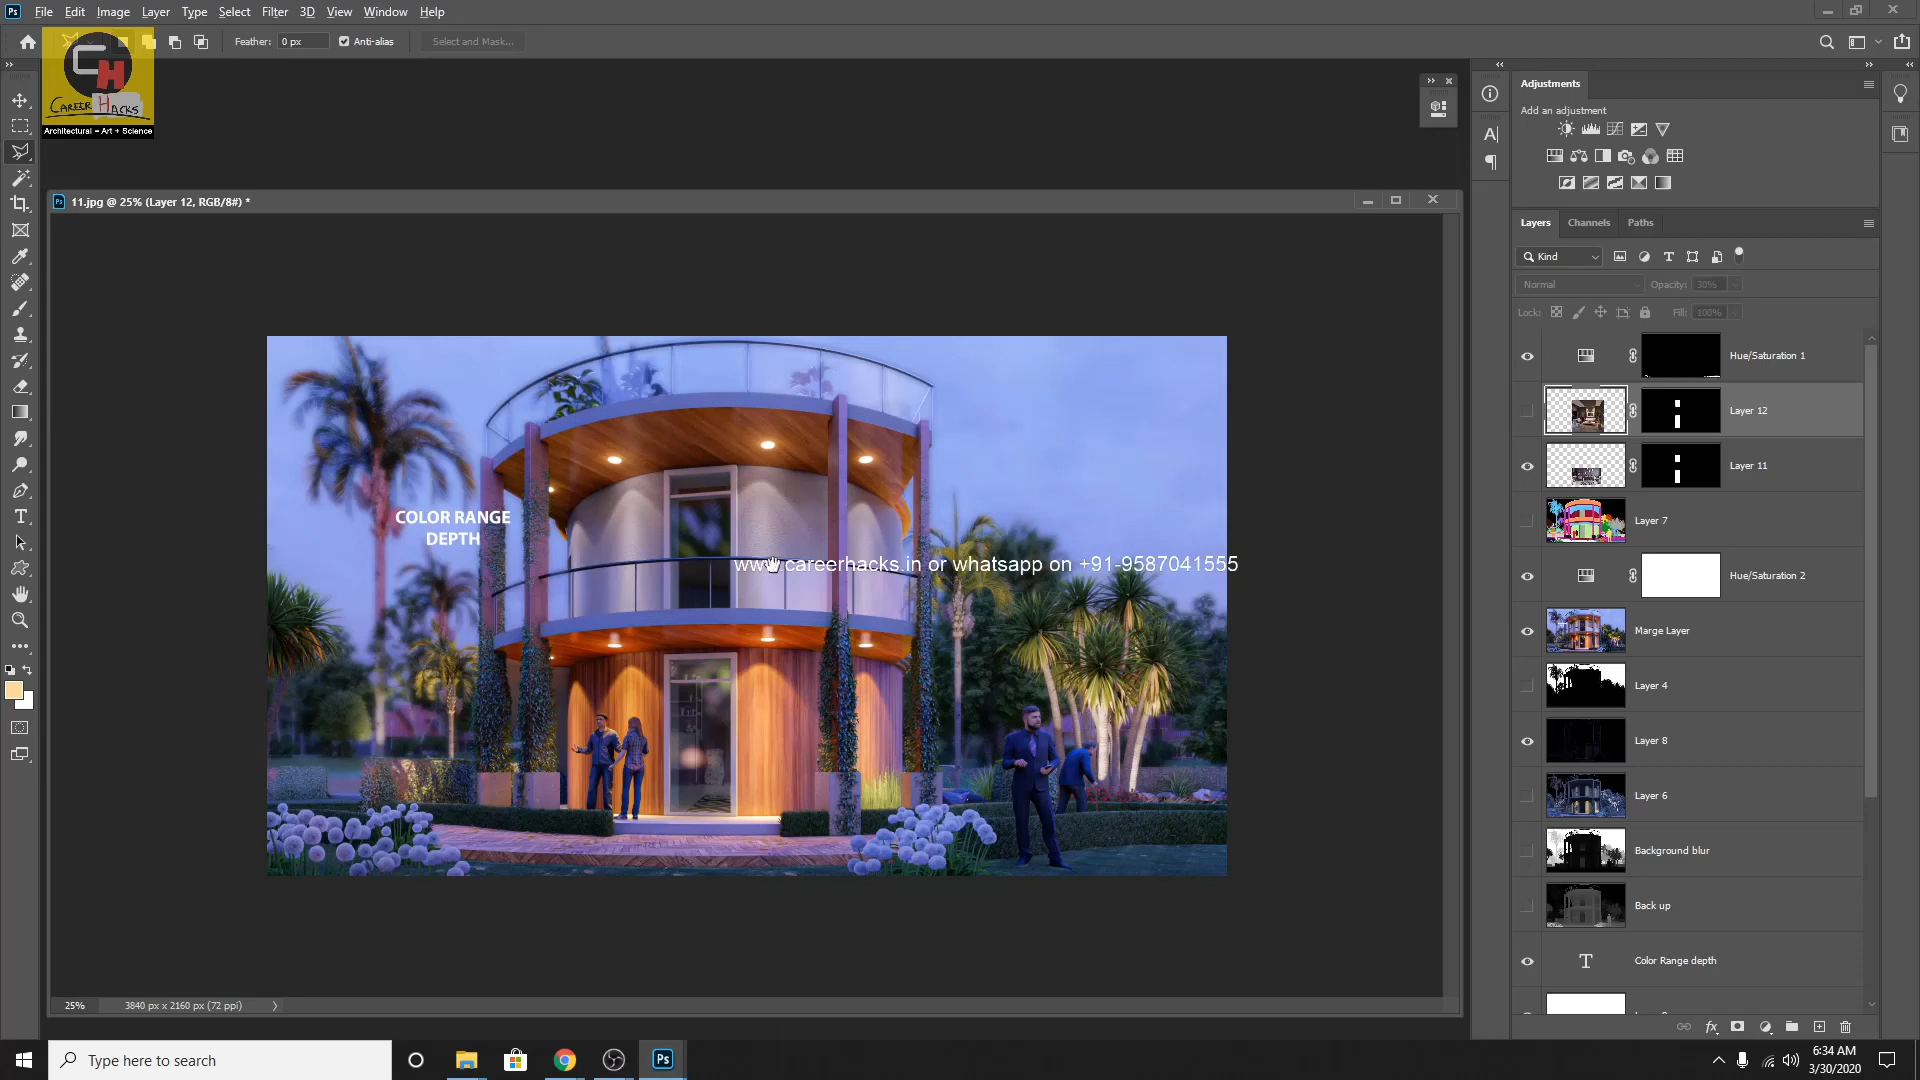 File Edit Image Layer Type Select Filter 3D View Window Help
Feather: 0 px Anti-alias Select and Mask...
CH
CAREER HACKS
Architectural = Art + Science
11.jpg @ 25% (Layer 12, RGB/8#) *
COLOR RANGE
DEPTH
www.careerhacks.in or whatsapp on +91-9587041555
25% 3840 px x 2160 px (72 ppi)
Adjustments
Add an adjustment
Layers Channels Paths
Kind
Normal Opacity: 30%
Lock: Fill: 100%
Hue/Saturation 1
Layer 12
Layer 11
Layer 7
Hue/Saturation 2
Marge Layer
Layer 4
Layer 8
Layer 6
Background blur
Back up
Color Range depth
Type here to search
6:34 AM
3/30/2020